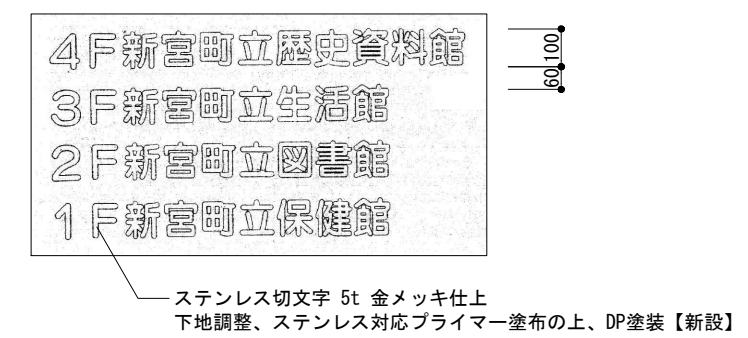 4F新宮町立歴史資料館
3F新宮町立生活館
2F新宮町立図書館
1F新宮町立保健館
100
60
ステンレス切文字 5t 金メッキ仕上
下地調整、ステンレス対応プライマー塗布の上、DP塗装【新設】